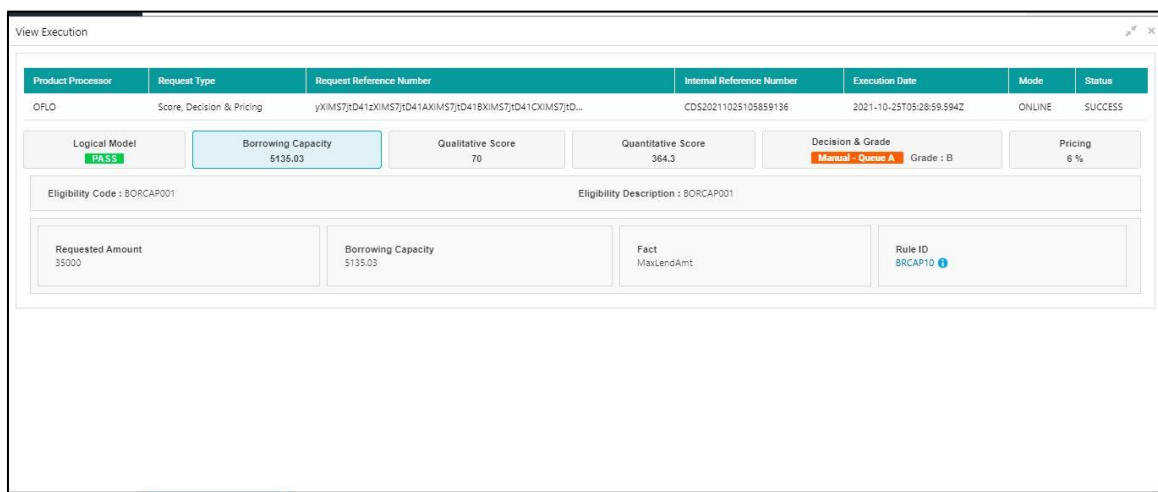 View Execution
Product Processor Request Type Request Reference Number Internal Reference Number Execution Date Mode Status
OFLO Score, Decision & Pricing yXIMS7jtD41zXIMS7jtD41AXIMS7jtD41BXIMS7jtD41CXIMS7jtD... CDS20211025105859136 2021-10-25T05:28:59.594Z ONLINE SUCCESS
Logical Model Borrowing Capacity Qualitative Score Quantitative Score Decision & Grade Pricing
PASS 5135.03 70 364.3 Manual - Queue A Grade : B 6 %
Eligibility Code : BORCAP001 Eligibility Description : BORCAP001
Requested Amount Borrowing Capacity Fact Rule ID
35000 5135.03 MaxLendAmt BRCAP10